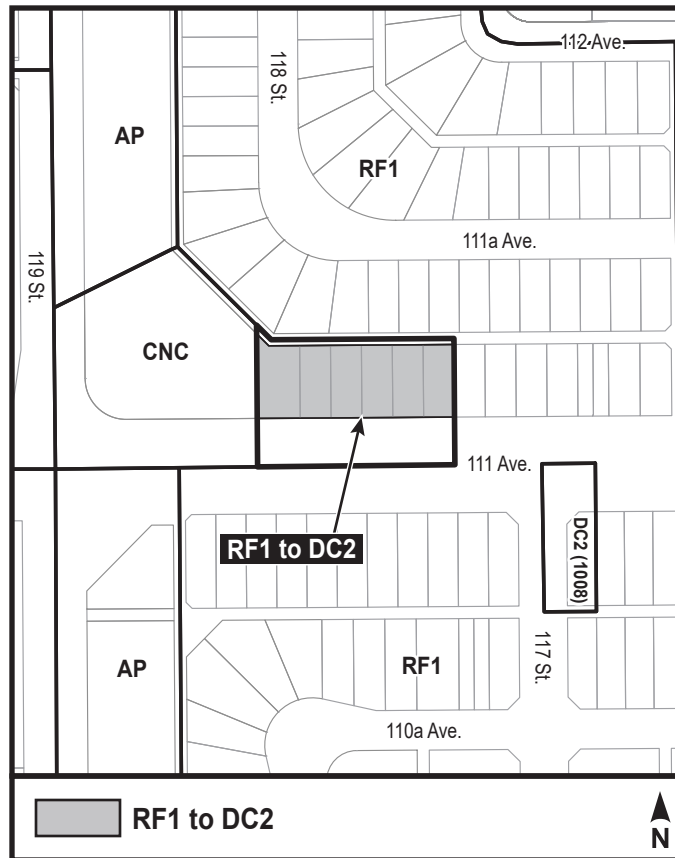 112 Ave.
118 St.
AP
RF1
111a Ave.
119 St.
CNC
111 Ave.
RF1 to DC2
DC2 (1008)
117 St.
AP
RF1
110a Ave.
RF1 to DC2
N